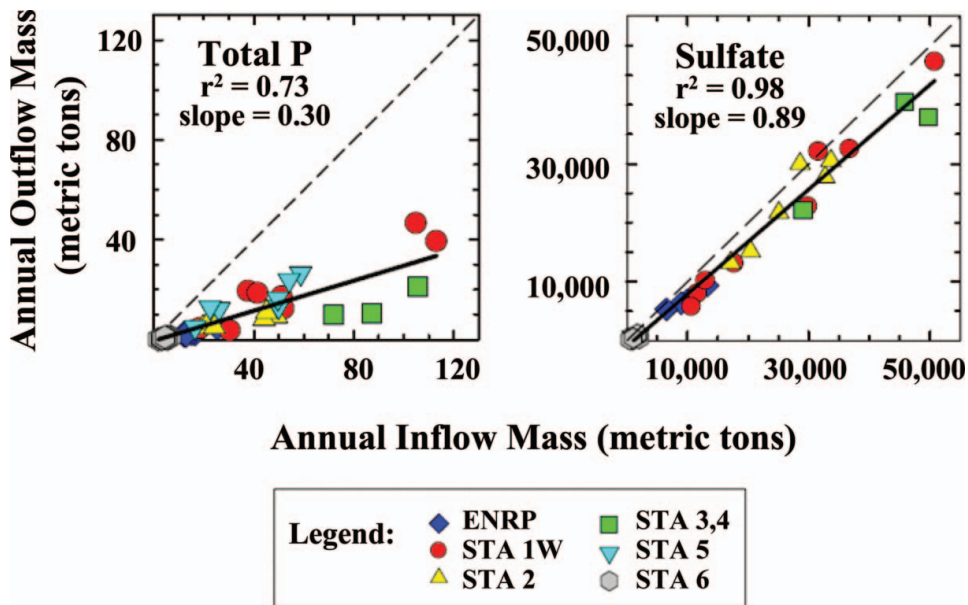 Annual Outflow Mass
(metric tons)
120
80
40
Total P
r² = 0.73
slope = 0.30
40
80
120
50,000
30,000
10,000
Sulfate
r² = 0.98
slope = 0.89
10,000
30,000
50,000
Annual Inflow Mass (metric tons)
Legend:
ENRP
STA 1W
STA 2
STA 3,4
STA 5
STA 6